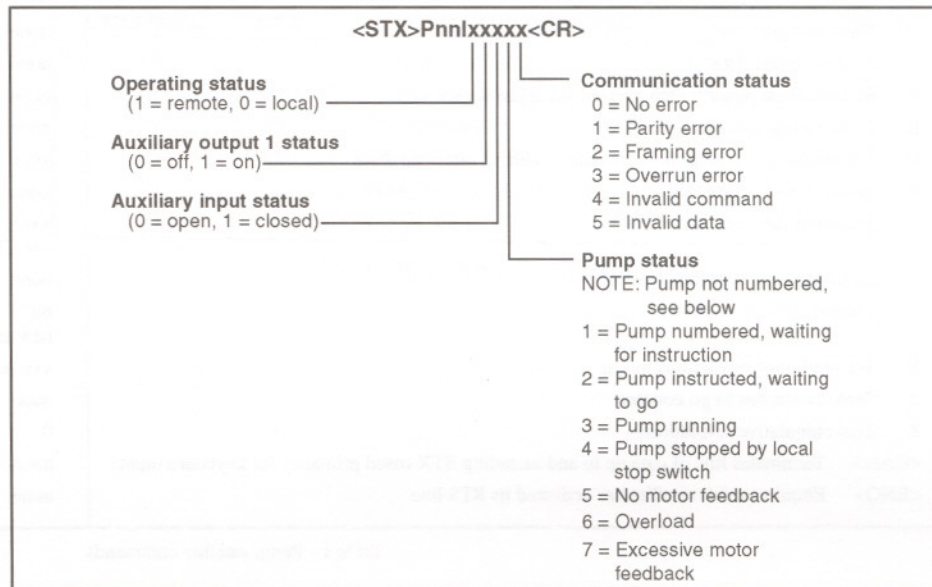 <STX>PnnIxxxxx<CR>
Operating status
(1 = remote, 0 = local)
Auxiliary output 1 status
(0 = off, 1 = on)
Auxiliary input status
(0 = open, 1 = closed)
Communication status
0 = No error
1 = Parity error
2 = Framing error
3 = Overrun error
4 = Invalid command
5 = Invalid data
Pump status
NOTE: Pump not numbered,
see below
1 = Pump numbered, waiting
for instruction
2 = Pump instructed, waiting
to go
3 = Pump running
4 = Pump stopped by local
stop switch
5 = No motor feedback
6 = Overload
7 = Excessive motor
feedback